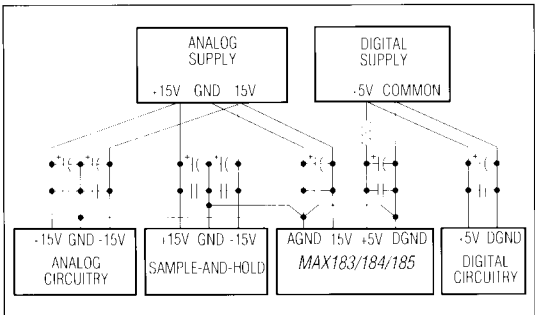 ANALOG
SUPPLY
+15V GND 15V
DIGITAL
SUPPLY
+5V COMMON
-15V GND -15V
ANALOG
CIRCUITRY
+15V GND -15V
SAMPLE-AND-HOLD
AGND 15V +5V DGND
MAX183/184/185
+5V DGND
DIGITAL
CIRCUITRY